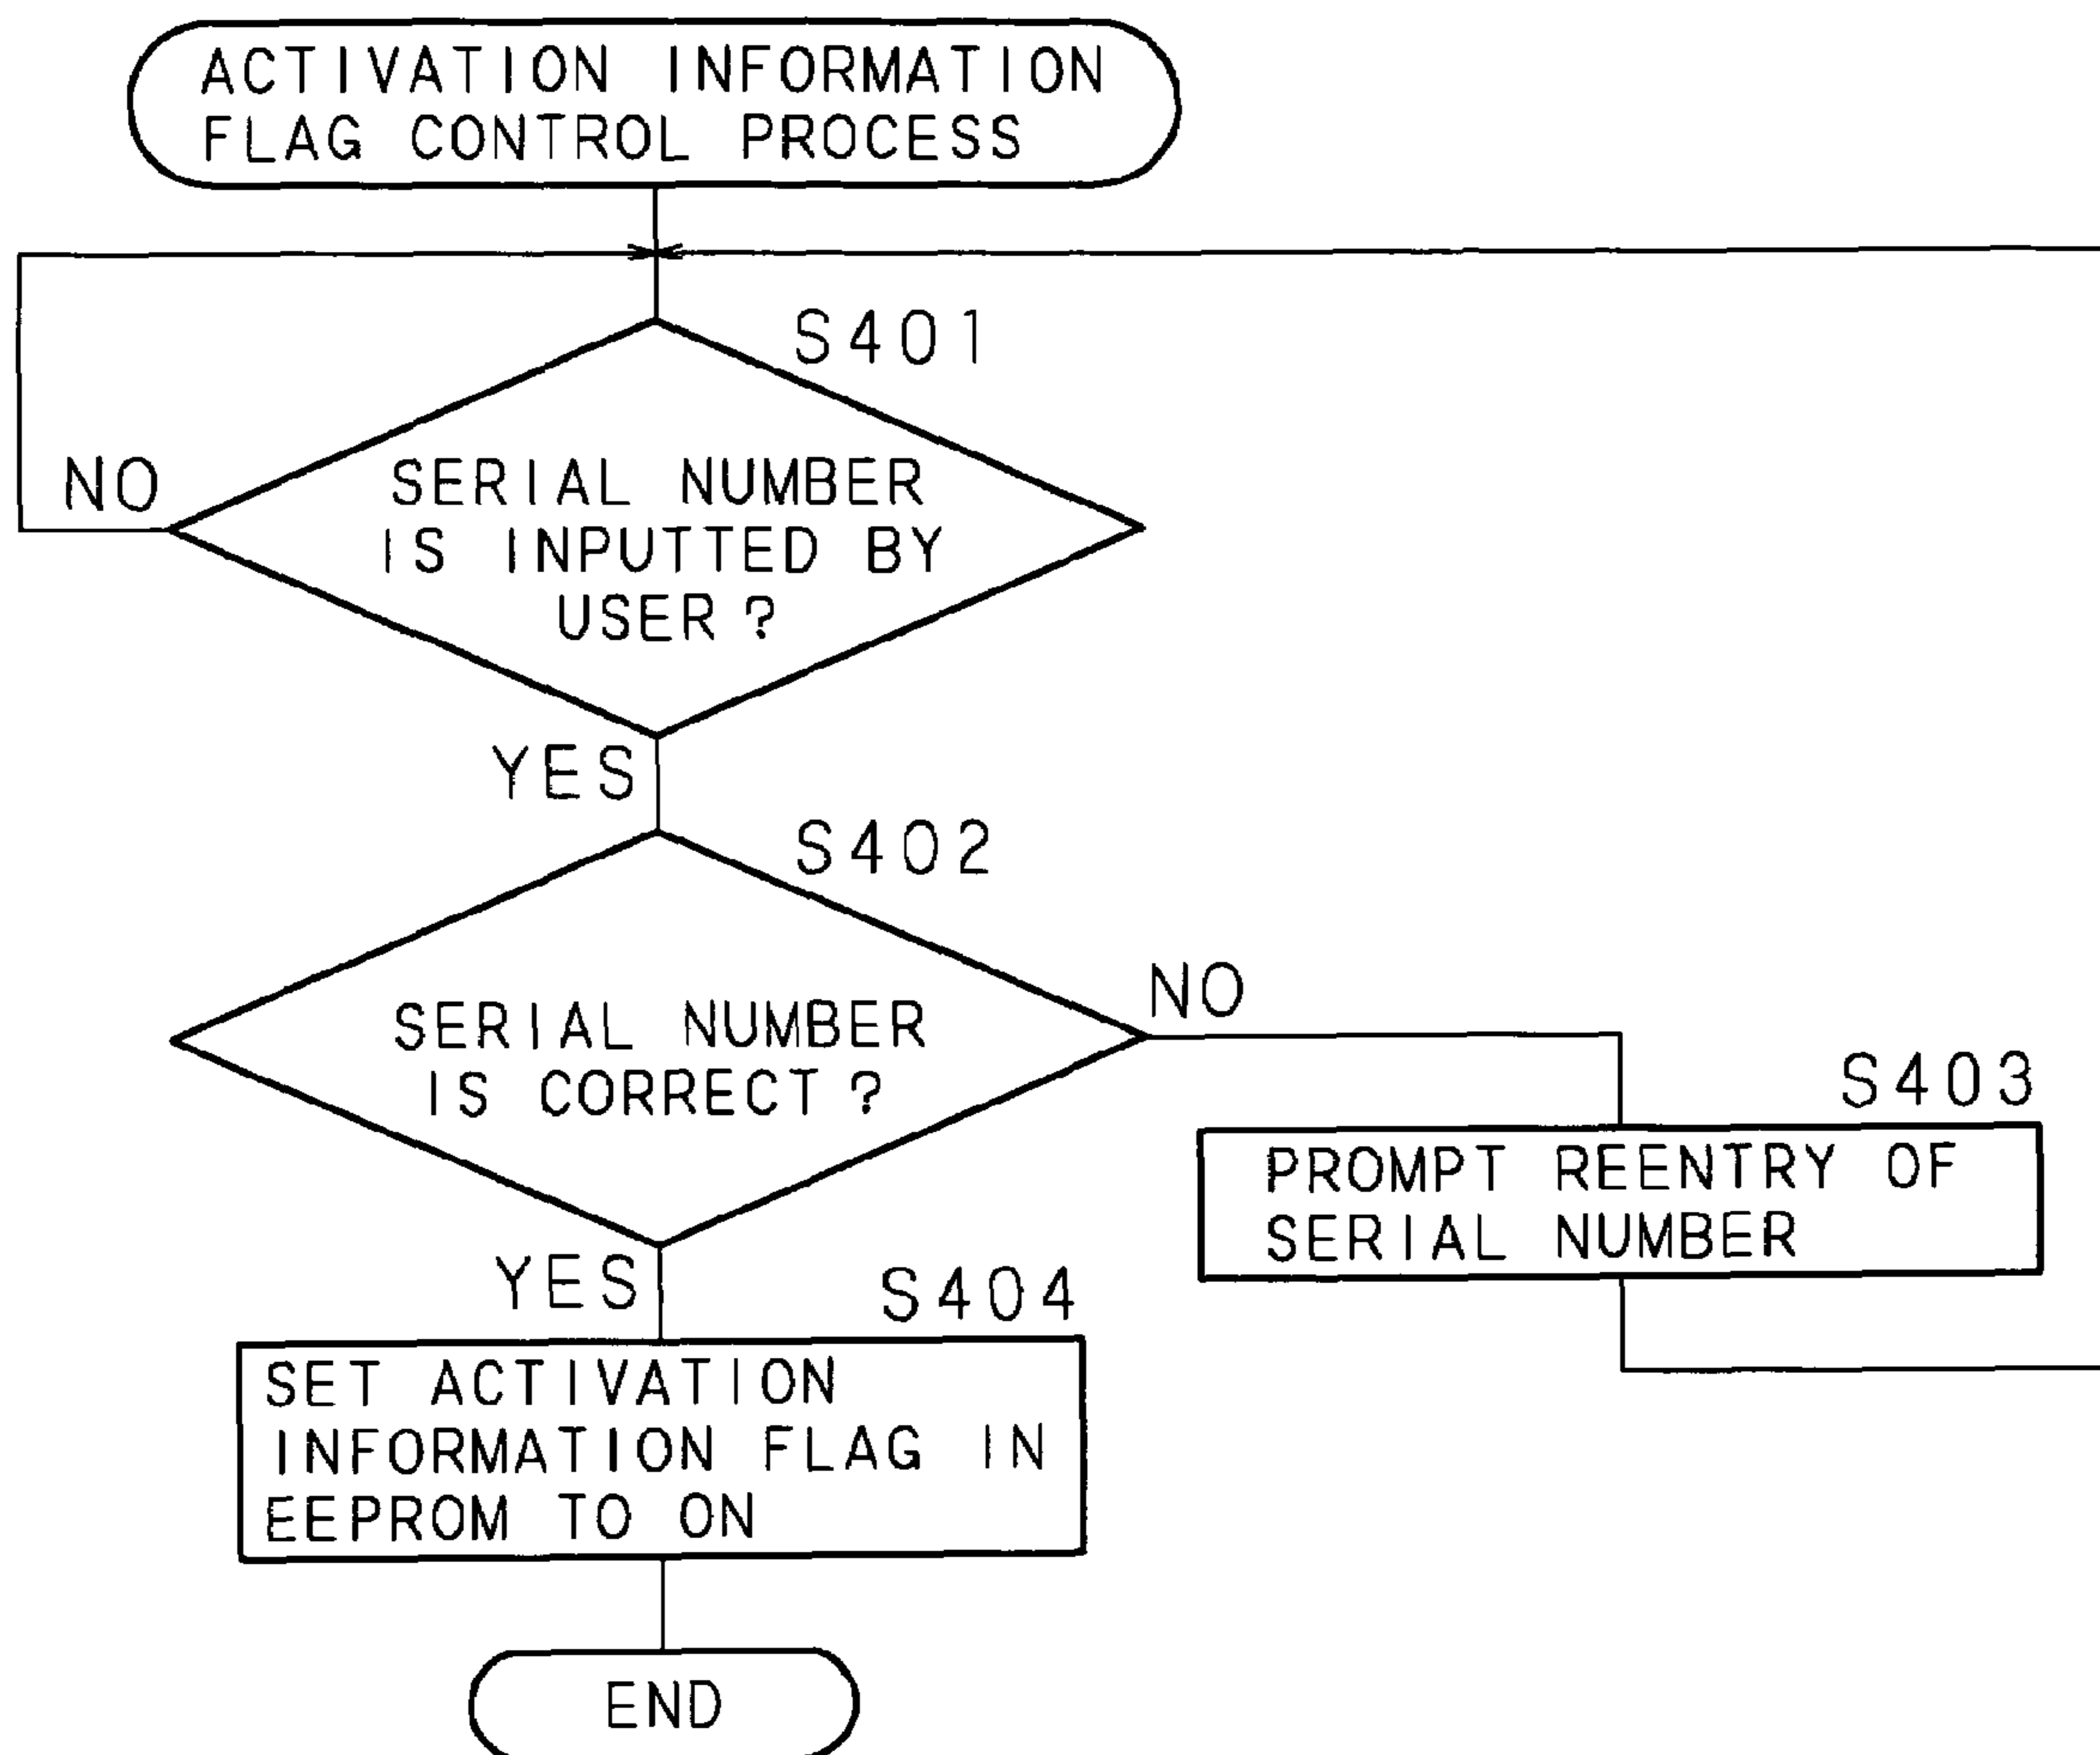 ACTIVATION INFORMATION
FLAG CONTROL PROCESS
S401
NO
SERIAL NUMBER
IS INPUTTED BY
USER?
YES
S402
NO
SERIAL NUMBER
IS CORRECT?
S403
PROMPT REENTRY OF
SERIAL NUMBER
YES
S404
SET ACTIVATION
INFORMATION FLAG IN
EEPROM TO ON
END